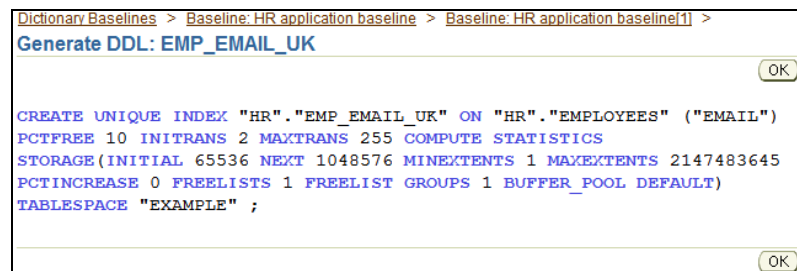 Dictionary Baselines > Baseline: HR application baseline > Baseline: HR application baseline[1] >
Generate DDL: EMP_EMAIL_UK
OK
CREATE UNIQUE INDEX "HR"."EMP_EMAIL_UK" ON "HR"."EMPLOYEES" ("EMAIL")
PCTFREE 10 INITRANS 2 MAXTRANS 255 COMPUTE STATISTICS
STORAGE(INITIAL 65536 NEXT 1048576 MINEXTENTS 1 MAXEXTENTS 2147483645
PCTINCREASE 0 FREELISTS 1 FREELIST GROUPS 1 BUFFER_POOL DEFAULT)
TABLESPACE "EXAMPLE" ;
OK